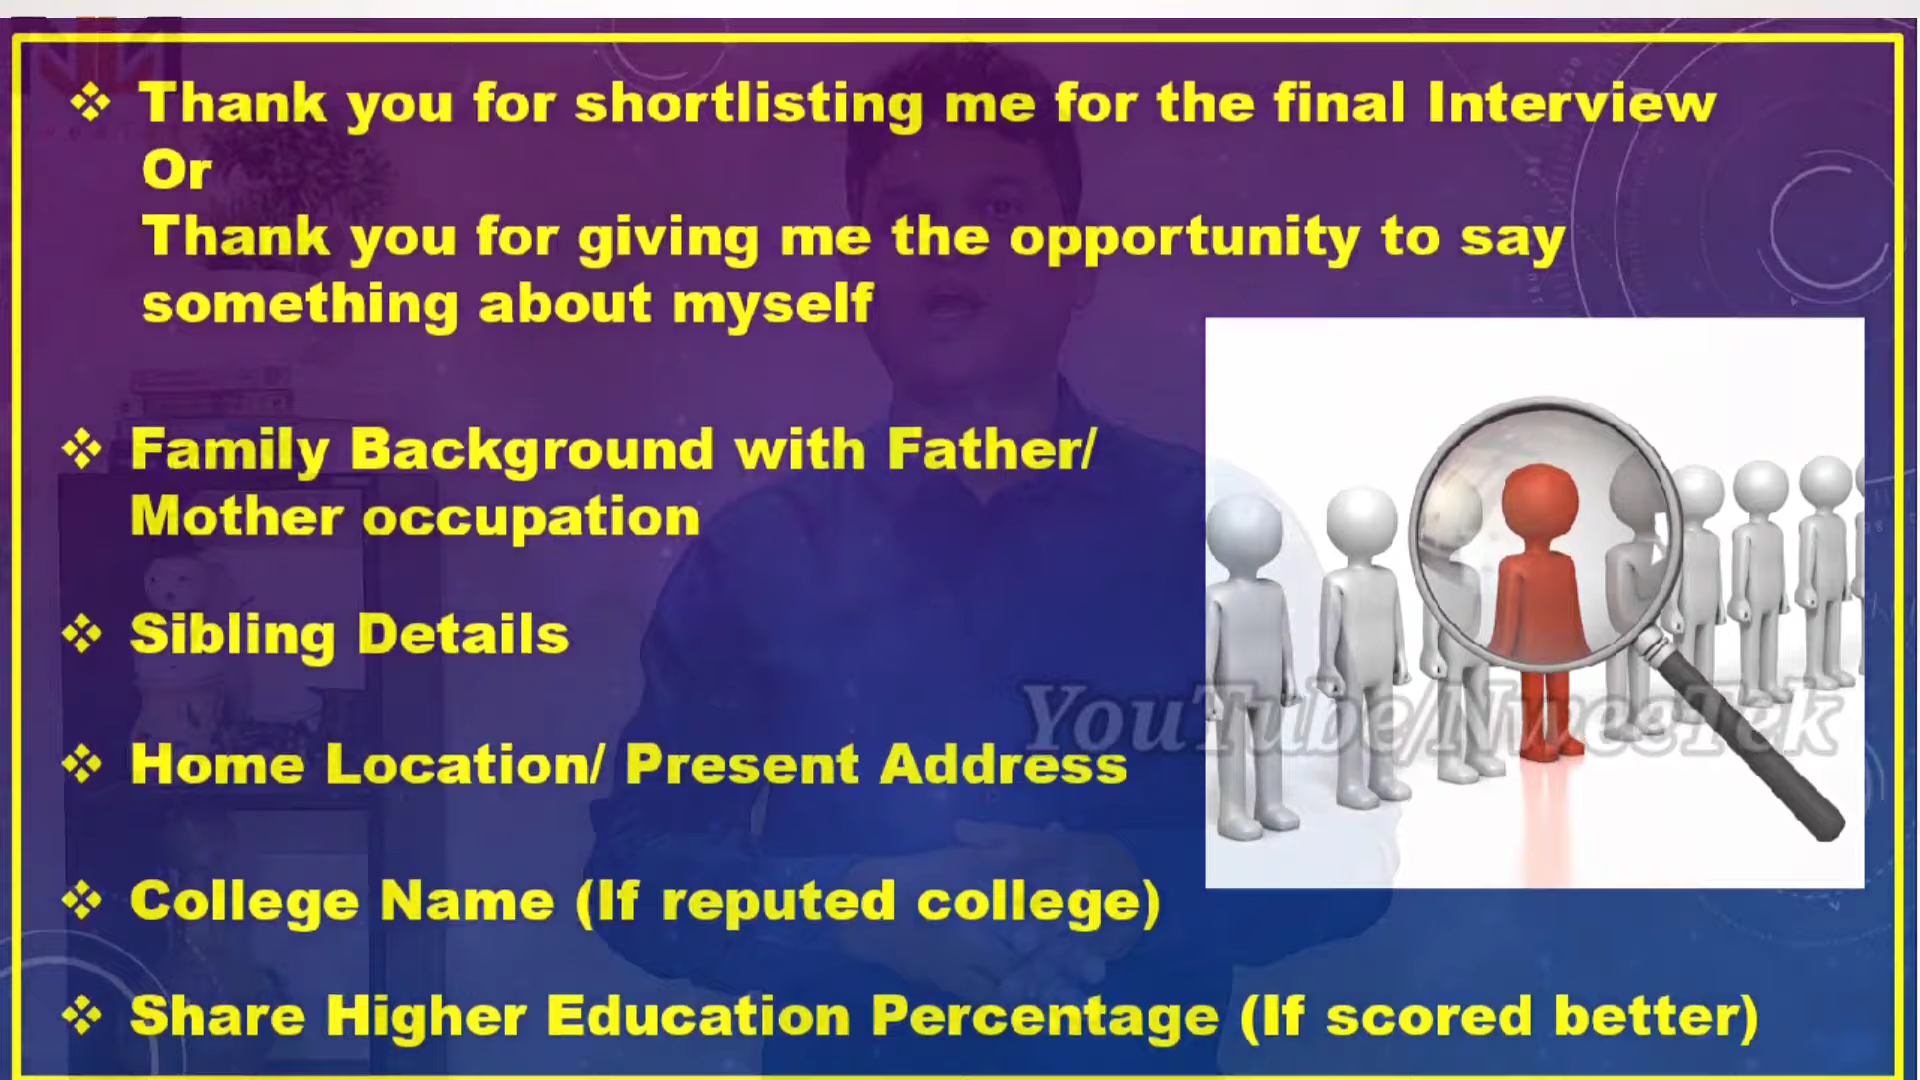 ❖ Thank you for shortlisting me for the final Interview
Or
Thank you for giving me the opportunity to say
something about myself
❖ Family Background with Father/
Mother occupation
❖ Sibling Details
YouTube/NweeTek
❖ Home Location/ Present Address
❖ College Name (If reputed college)
❖ Share Higher Education Percentage (If scored better)